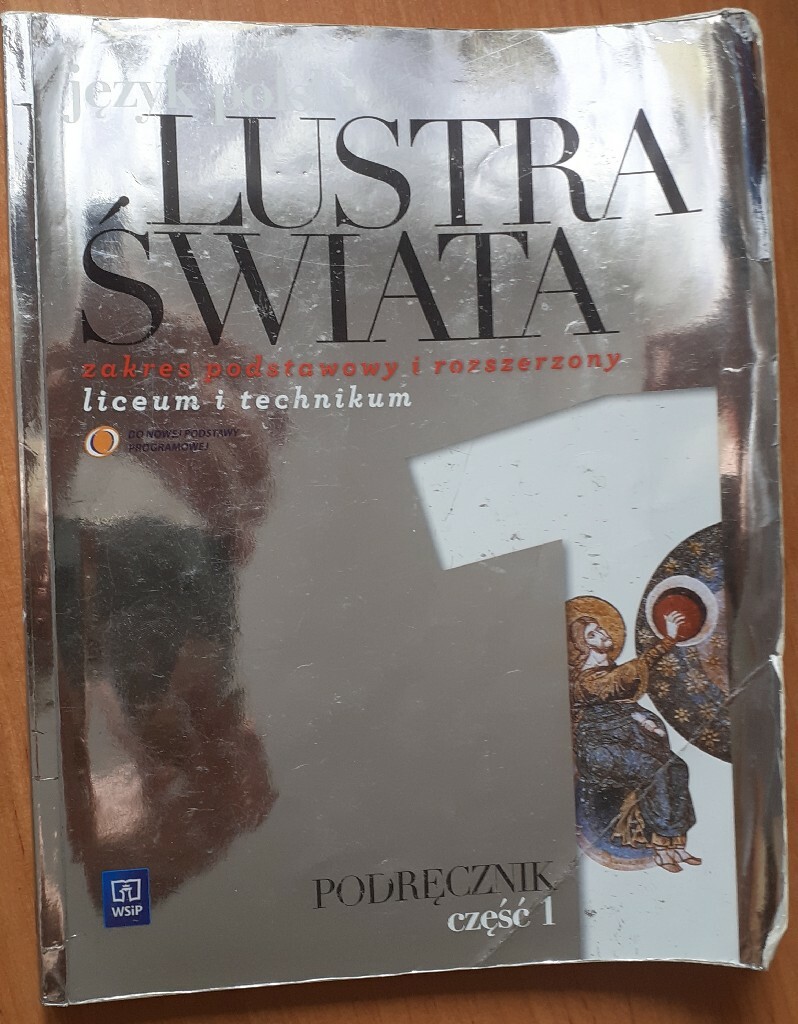 język pols
LUSTRA
ŚWIATA
zakres podstawowy i rozszerzony
liceum i technikum
DO NOWEJ PODSTAWY
PROGRAMOWEJ
1
WSiP
PODRĘCZNIK
część 1